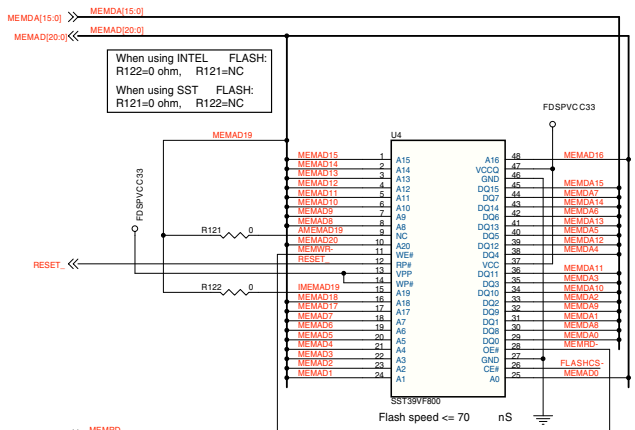 MEMDA[15:0]
MEMDA[15:0]
MEMAD[20:0]
MEMAD[20:0]
When using INTEL FLASH:
R122=0 ohm, R121=NC
When using SST FLASH:
R121=0 ohm, R122=NC
FDSPVCC33
MEMAD19
U4
FDSPVCC33
MEMAD15 1 A15 A16 48 MEMAD16
MEMAD14 2 A14 VCCQ 47
MEMAD13 3 A13 GND 46
MEMAD12 4 A12 DQ15 45 MEMDA15
MEMAD11 5 A11 DQ7 44 MEMDA7
MEMAD10 6 A10 DQ14 43 MEMDA14
MEMAD9 7 A9 DQ6 42 MEMDA6
MEMAD8 8 A8 DQ13 41 MEMDA13
R121 0 AMEMAD19 9 NC DQ5 40 MEMDA5
MEMAD20 10 A20 DQ12 39 MEMDA12
MEMWR- 11 WE# DQ4 38 MEMDA4
RESET_ RESET_ 12 RP# VCC 37
13 VPP DQ11 36 MEMDA11
14 WP# DQ3 35 MEMDA3
R122 0 IMEMAD19 15 A19 DQ10 34 MEMDA10
MEMAD18 16 A18 DQ2 33 MEMDA2
MEMAD17 17 A17 DQ9 32 MEMDA9
MEMAD7 18 A7 DQ1 31 MEMDA1
MEMAD6 19 A6 DQ8 30 MEMDA8
MEMAD5 20 A5 DQ0 29 MEMDA0
MEMAD4 21 A4 OE# 28 MEMRD-
MEMAD3 22 A3 GND 27
MEMAD2 23 A2 CE# 26 FLASHCS-
MEMAD1 24 A1 A0 25 MEMAD0
SST39VF800
Flash speed <= 70 nS